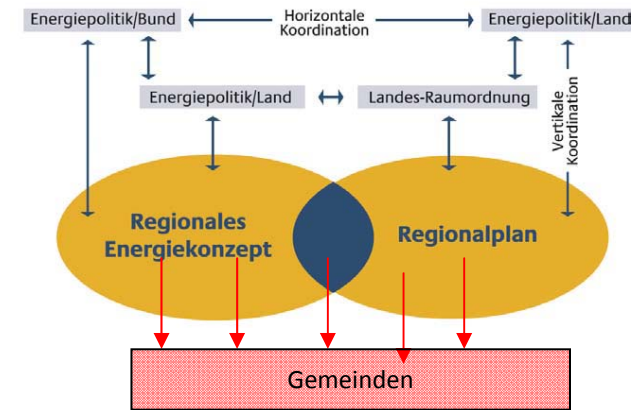 Energiepolitik/Bund
Horizontale
Koordination
Energiepolitik/Land
Energiepolitik/Land
Landes-Raumordnung
Vertikale
Koordination
Regionales
Energiekonzept
Regionalplan
Gemeinden